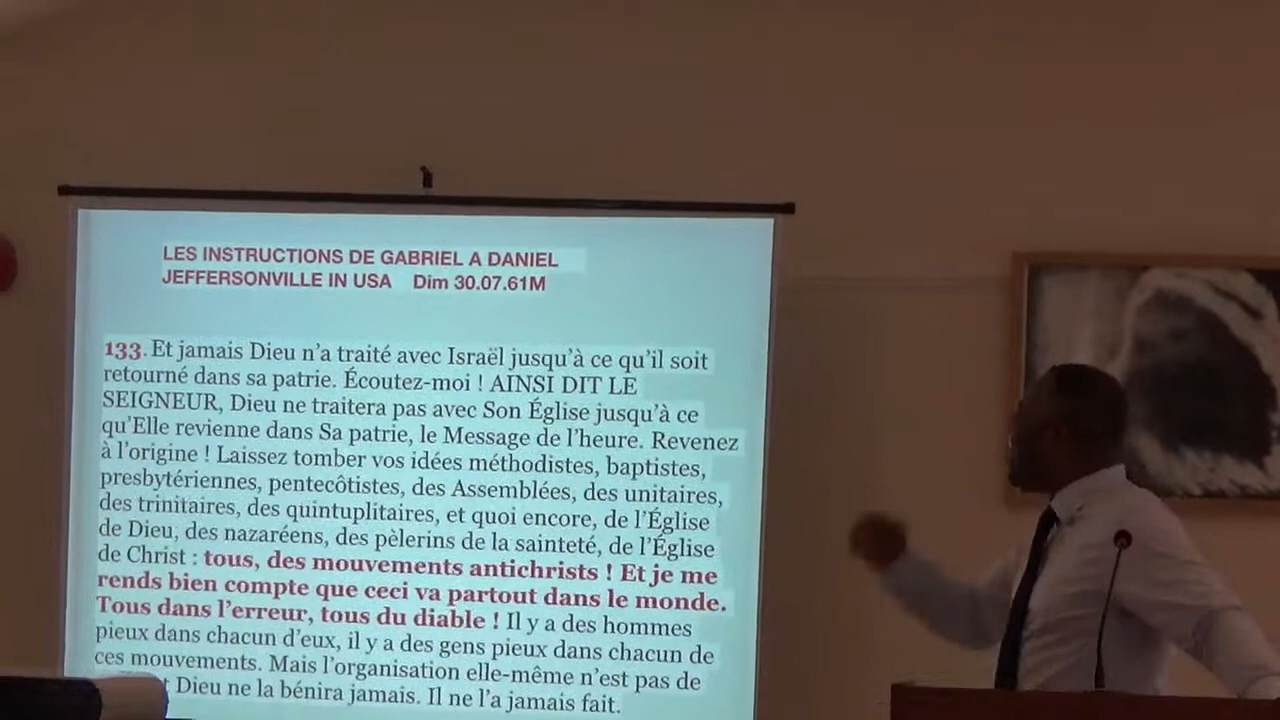 LES INSTRUCTIONS DE GABRIEL A DANIEL
JEFFERSONVILLE IN USA Dim 30.07.61M
133. Et jamais Dieu n'a traité avec Israël jusqu'à ce qu'il soit
retourné dans sa patrie. Écoutez-moi ! AINSI DIT LE
SEIGNEUR, Dieu ne traitera pas avec Son Église jusqu'à ce
qu'Elle revienne dans Sa patrie, le Message de l'heure. Revenez
à l'origine ! Laissez tomber vos idées méthodistes, baptistes,
presbytériennes, pentecôtistes, des Assemblées, des unitaires,
des trinitaires, des quintuplitaires, et quoi encore, de l'Église
de Dieu, des nazaréens, des pèlerins de la sainteté, de l'Église
de Christ : tous, des mouvements antichrists ! Et je me
rends bien compte que ceci va partout dans le monde.
Tous dans l'erreur, tous du diable ! Il y a des hommes
pieux dans chacun d'eux, il y a des gens pieux dans chacun de
ces mouvements. Mais l'organisation elle-même n'est pas de
Dieu ne la bénira jamais. Il ne l'a jamais fait.